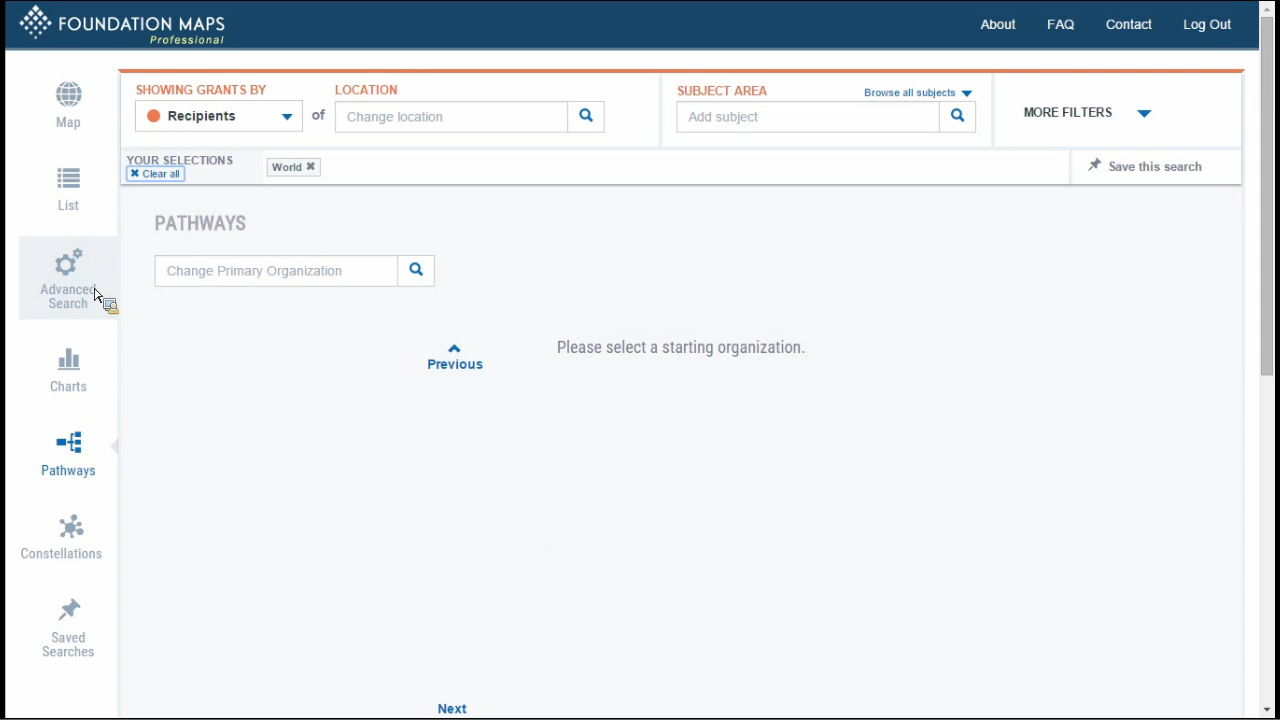 FOUNDATION MAPS
Professional
About
FAQ
Contact
Log Out
Map
List
Advanced
Search
Charts
Pathways
Constellations
Saved
Searches
SHOWING GRANTS BY
Recipients
of
LOCATION
Change location
SUBJECT AREA
Browse all subjects
Add subject
MORE FILTERS
YOUR SELECTIONS
Clear all
World
Save this search
PATHWAYS
Change Primary Organization
Previous
Please select a starting organization.
Next